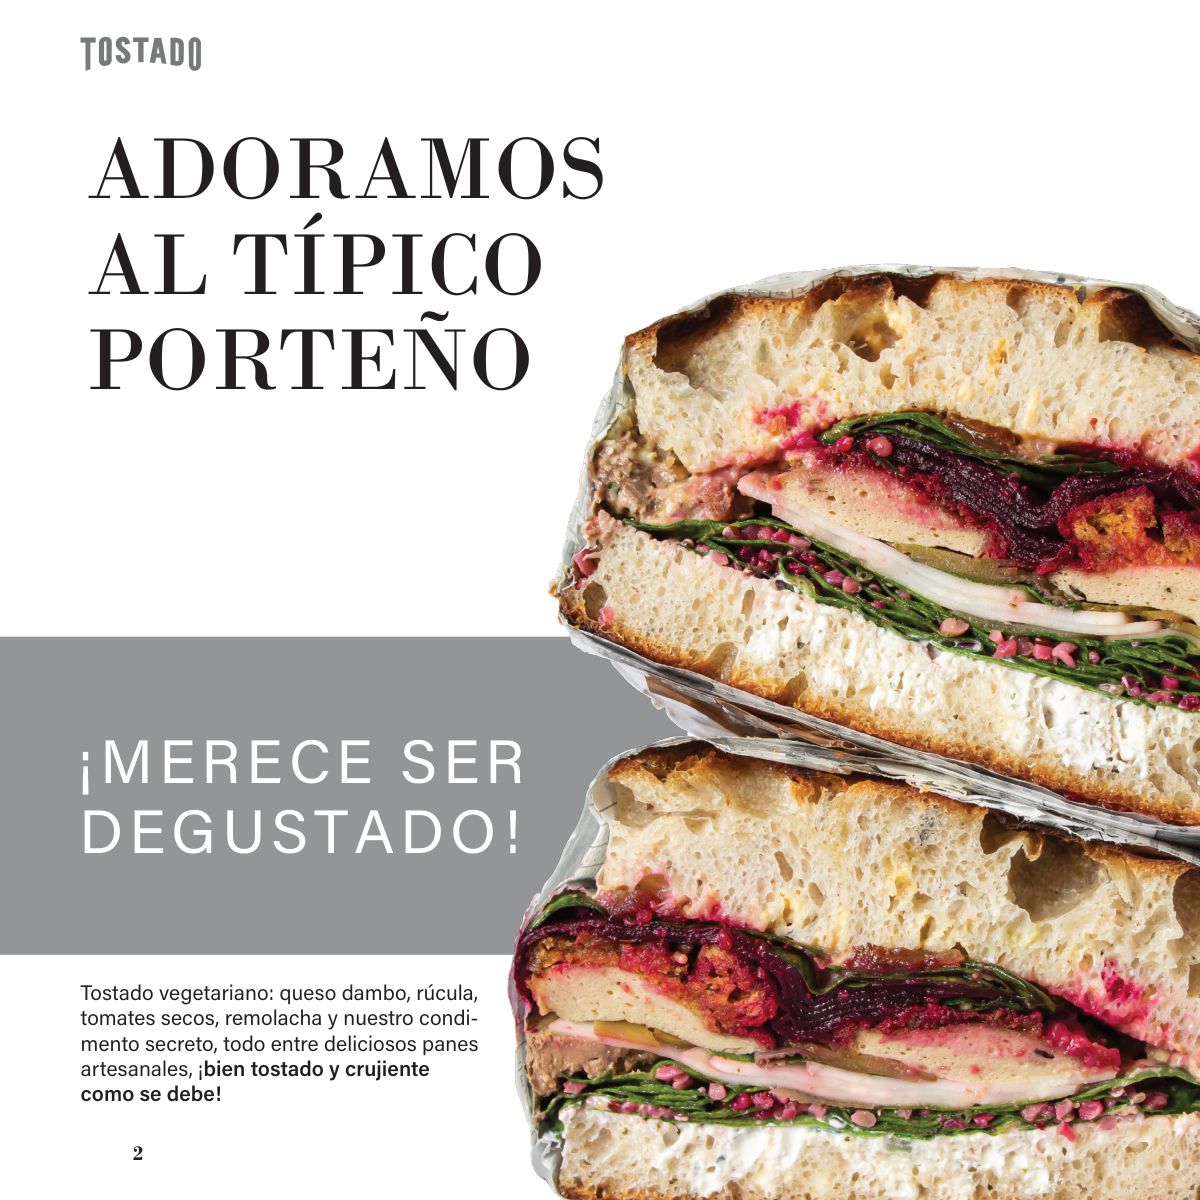 TOSTADO
ADORAMOS
AL TÍPICO
PORTEÑO
¡MERECE SER
DEGUSTADO!
Tostado vegetariano: queso dambo, rúcula,
tomates secos, remolacha y nuestro condi-
mento secreto, todo entre deliciosos panes
artesanales, ¡bien tostado y crujiente
como se debe!
2